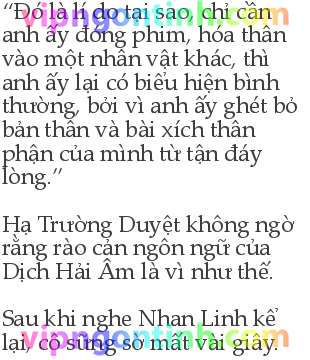 “Đó là lí do tại sao, chỉ cần
anh ấy đóng phim, hóa thân
vào một nhân vật khác, thì
anh ấy lại có biểu hiện bình
thường, bởi vì anh ấy ghét bỏ
bản thân và bài xích thân
phận của mình từ tận đáy
lòng.”
Hạ Trường Duyệt không ngờ
rằng rào cản ngôn ngữ của
Dịch Hải Âm là vì như thế.
Sau khi nghe Nhan Linh kể
lại, cô sững sờ mất vài giây.
vipngontinh.com
vipngontinh.com